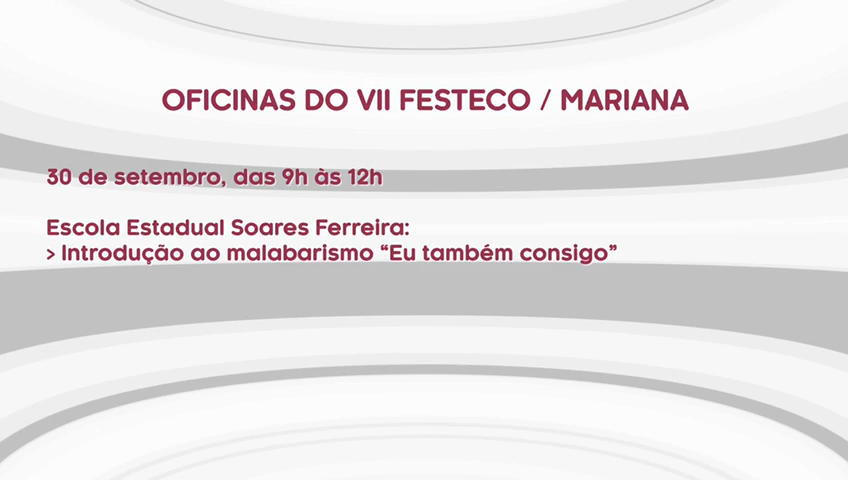 OFICINAS DO VII FESTECO / MARIANA
30 de setembro, das 9h às 12h
Escola Estadual Soares Ferreira:
> Introdução ao malabarismo “Eu também consigo”